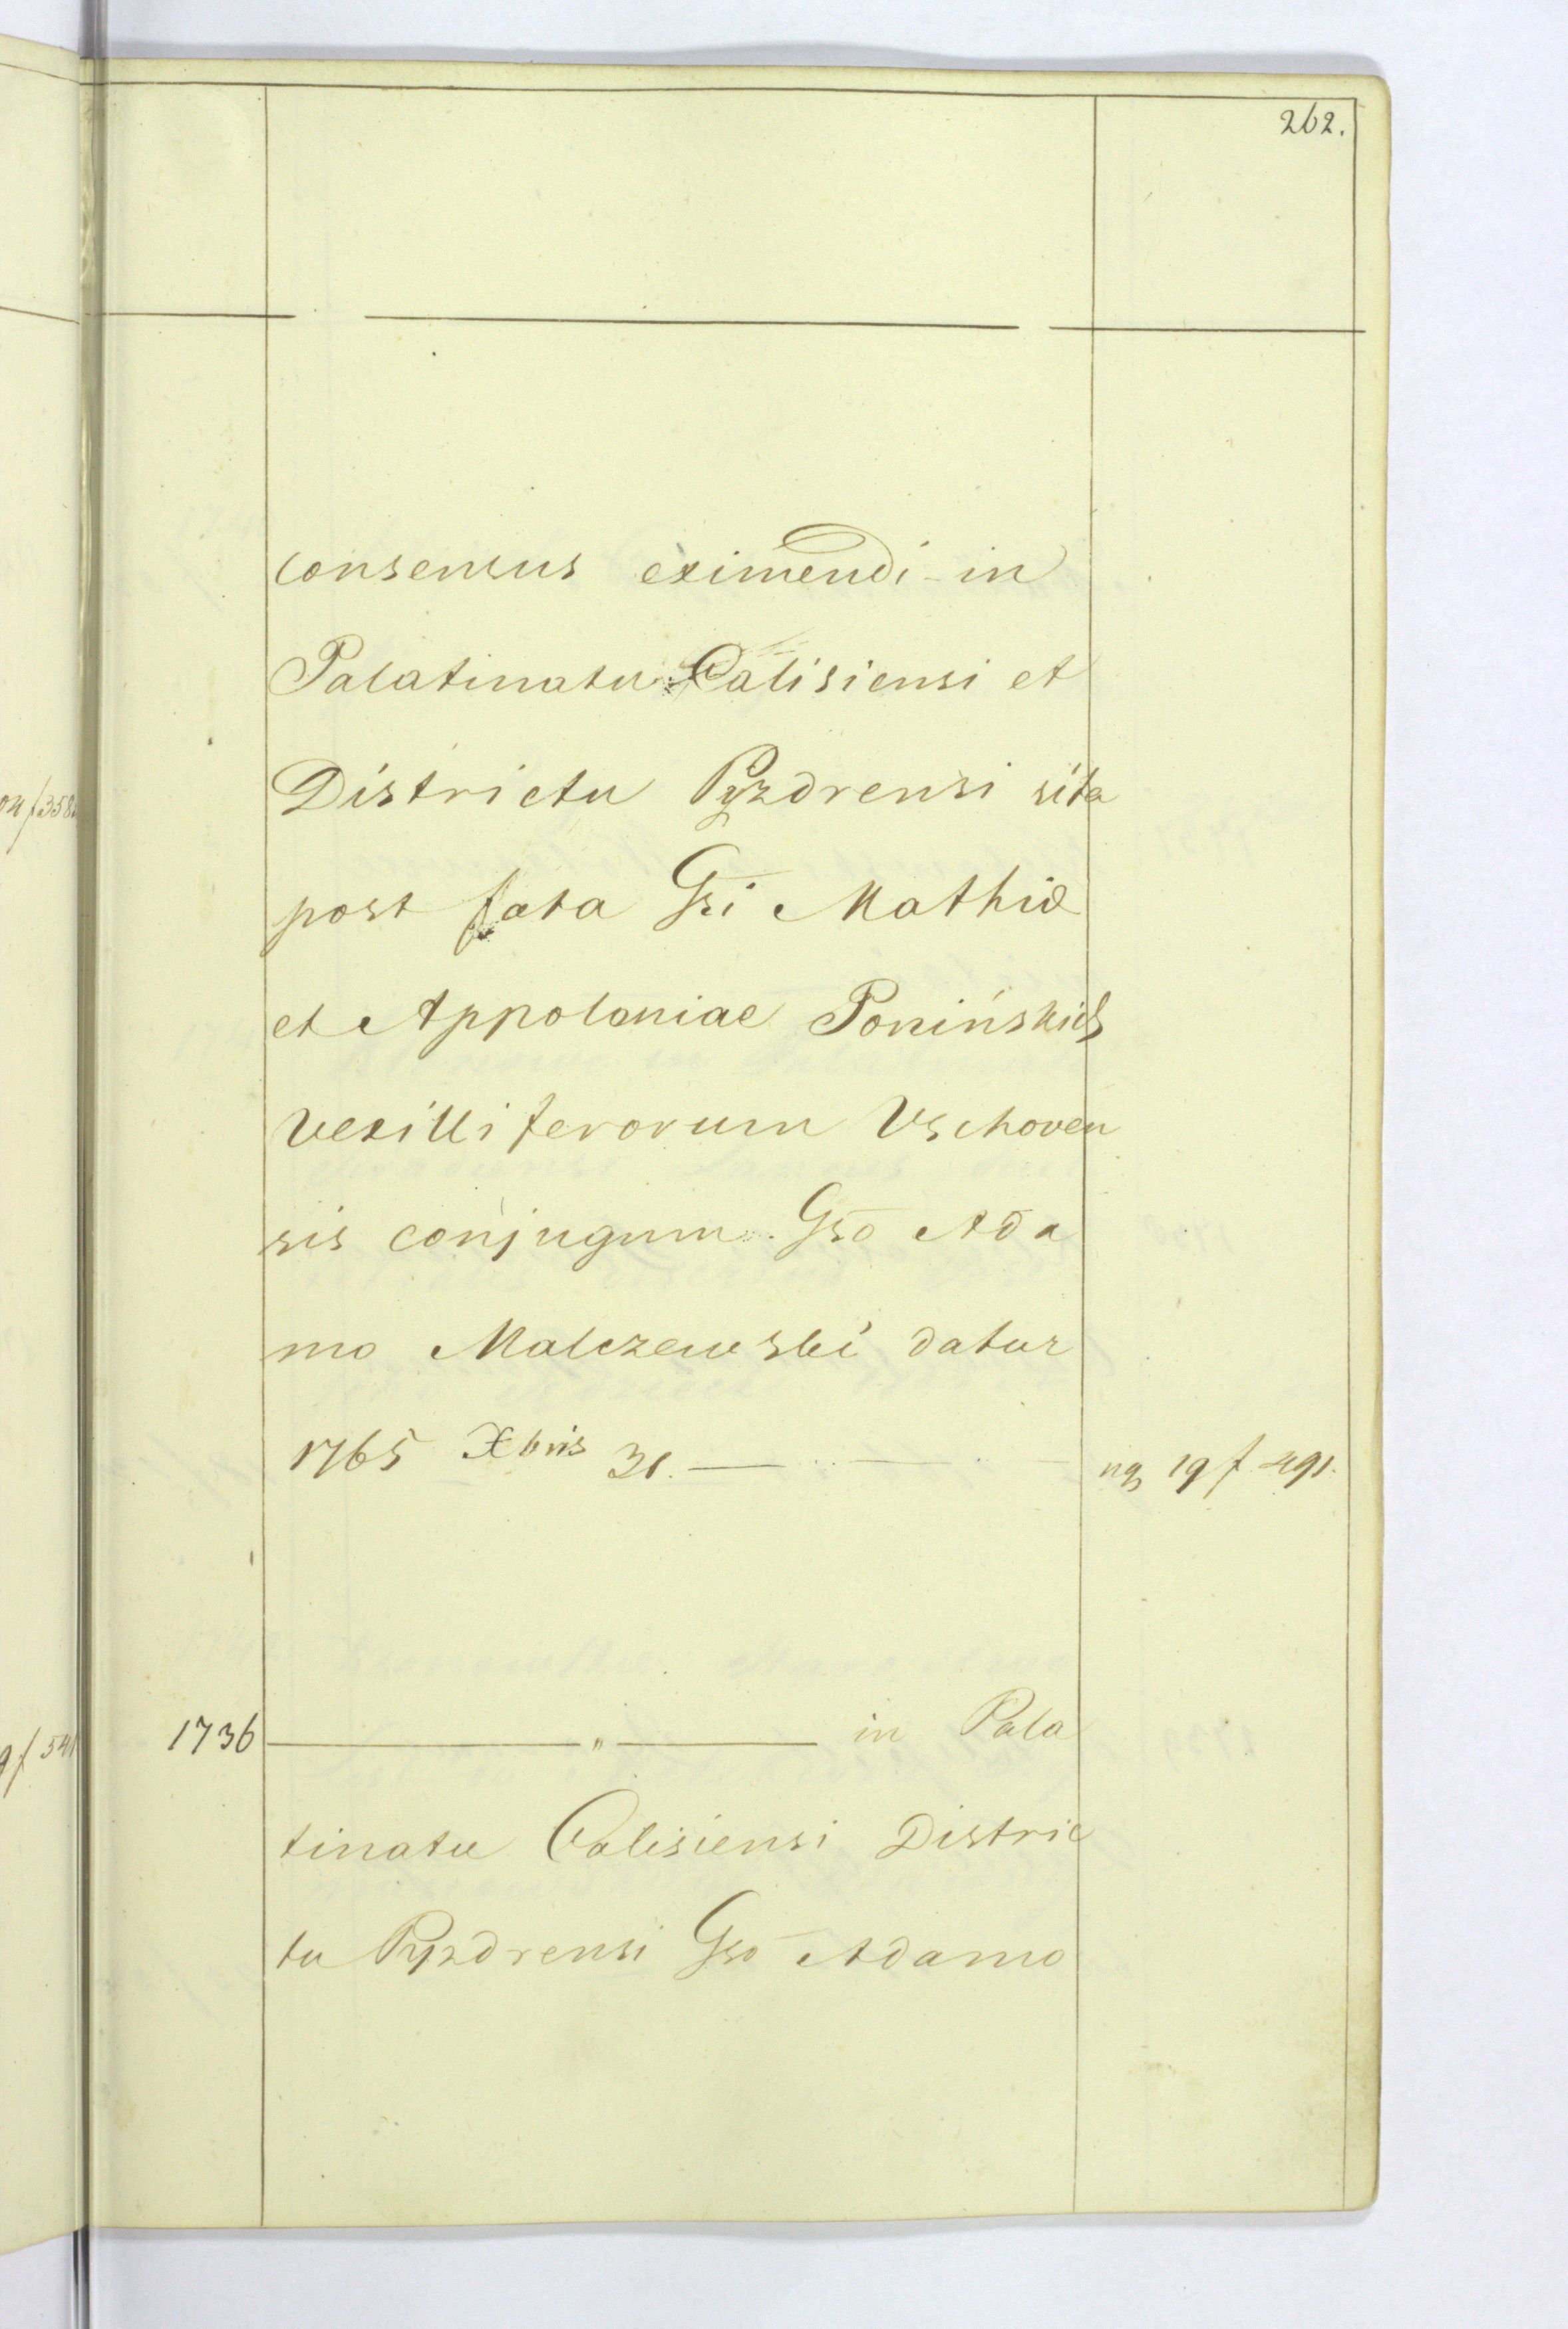 262.
consensus eximendi in
Palatinatu Calisiensi et
Districtu Pyzdrensi sita
post fata Gsi Mathiæ
et Appoloniae Ponińskich
Vexilliferorum Vschoven
sis conjugum. Gso Ada
mo Malczewski datur
1765 Xbris 31. — — ng 19 f 491.
1736 — " — in Pala
tinatu Calisiensi Distric
tu Pyzdrensi Gso Adamo